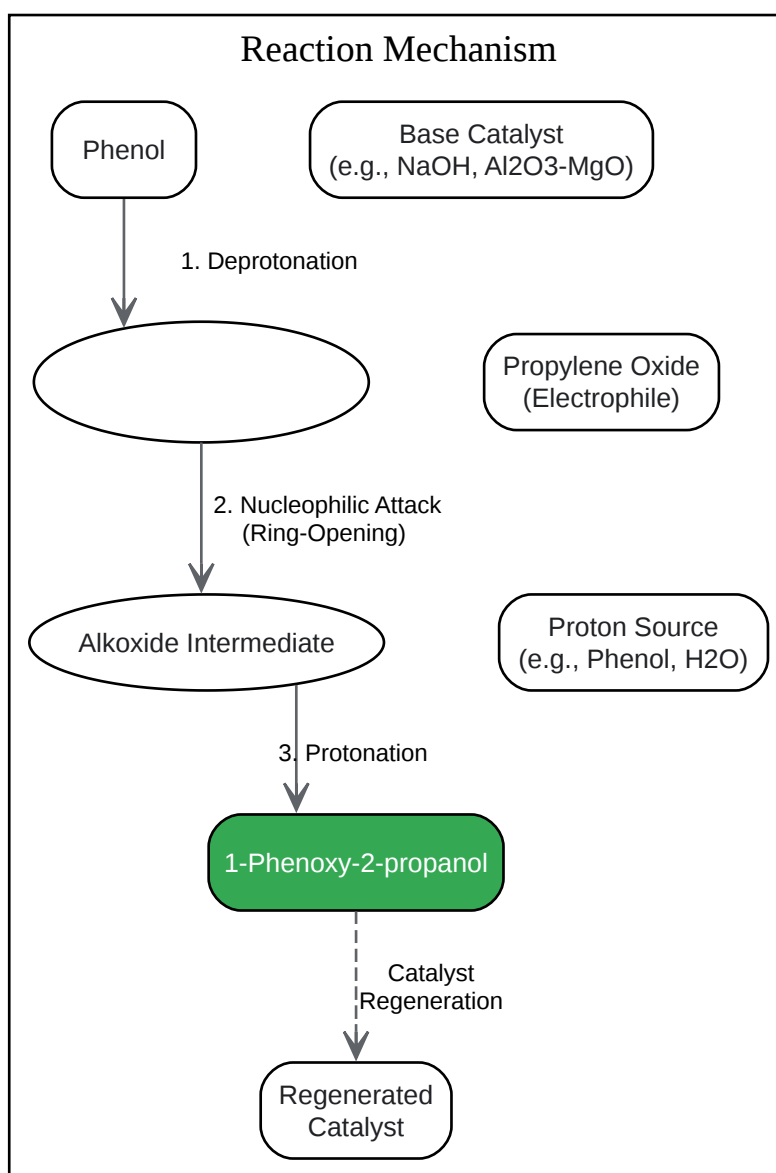 Reaction Mechanism
Phenol
Base Catalyst
(e.g., NaOH, Al2O3-MgO)
1. Deprotonation
Propylene Oxide
(Electrophile)
2. Nucleophilic Attack
(Ring-Opening)
Alkoxide Intermediate
Proton Source
(e.g., Phenol, H2O)
3. Protonation
1-Phenoxy-2-propanol
Catalyst
Regeneration
Regenerated
Catalyst